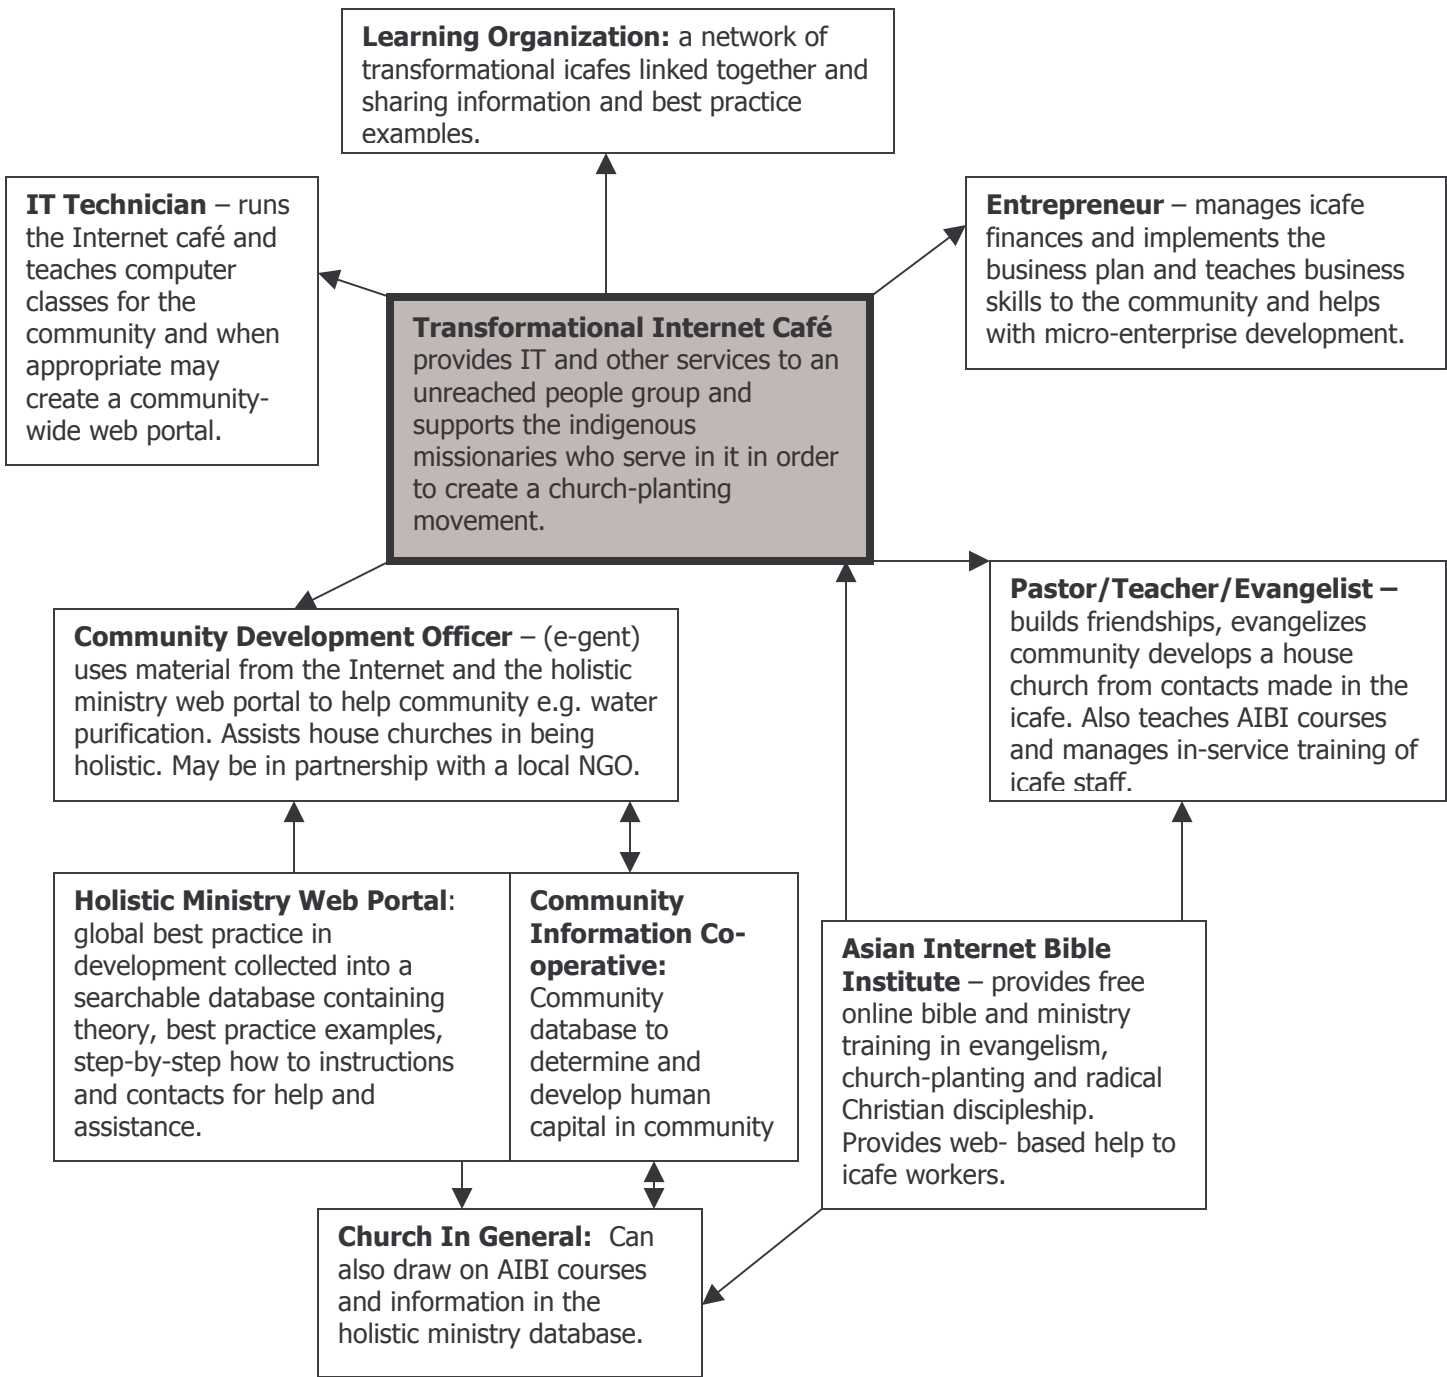 Learning Organization: a network of
transformational icafes linked together and
sharing information and best practice
examples.
IT Technician – runs
the Internet café and
teaches computer
classes for the
community and when
appropriate may
create a community-
wide web portal.
Entrepreneur – manages icafe
finances and implements the
business plan and teaches business
skills to the community and helps
with micro-enterprise development.
Transformational Internet Café
provides IT and other services to an
unreached people group and
supports the indigenous
missionaries who serve in it in order
to create a church-planting
movement.
Community Development Officer – (e-gent)
uses material from the Internet and the holistic
ministry web portal to help community e.g. water
purification. Assists house churches in being
holistic. May be in partnership with a local NGO.
Pastor/Teacher/Evangelist –
builds friendships, evangelizes
community develops a house
church from contacts made in the
icafe. Also teaches AIBI courses
and manages in-service training of
icafe staff.
Holistic Ministry Web Portal:
global best practice in
development collected into a
searchable database containing
theory, best practice examples,
step-by-step how to instructions
and contacts for help and
assistance.
Community
Information Co-
operative:
Community
database to
determine and
develop human
capital in community
Asian Internet Bible
Institute – provides free
online bible and ministry
training in evangelism,
church-planting and radical
Christian discipleship.
Provides web- based help to
icafe workers.
Church In General: Can
also draw on AIBI courses
and information in the
holistic ministry database.